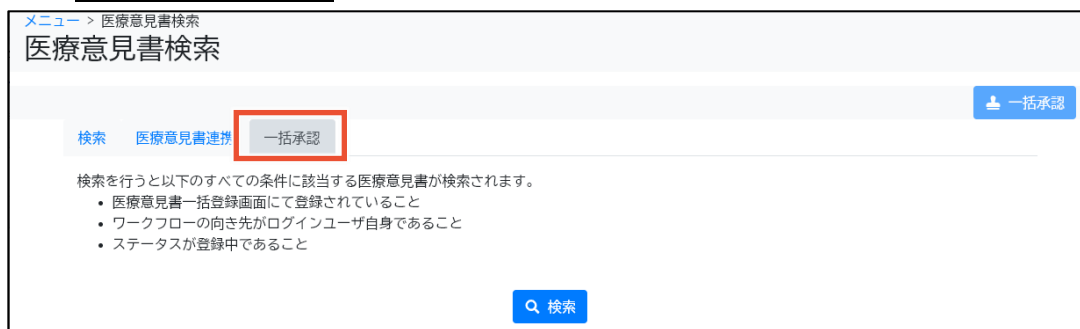 メニュー > 医療意見書検索
医療意見書検索
一括承認
検索 医療意見書連携 一括承認
検索を行うと以下のすべての条件に該当する医療意見書が検索されます。
• 医療意見書一括登録画面にて登録されていること
• ワークフローの向き先がログインユーザ自身であること
• ステータスが登録中であること
検索